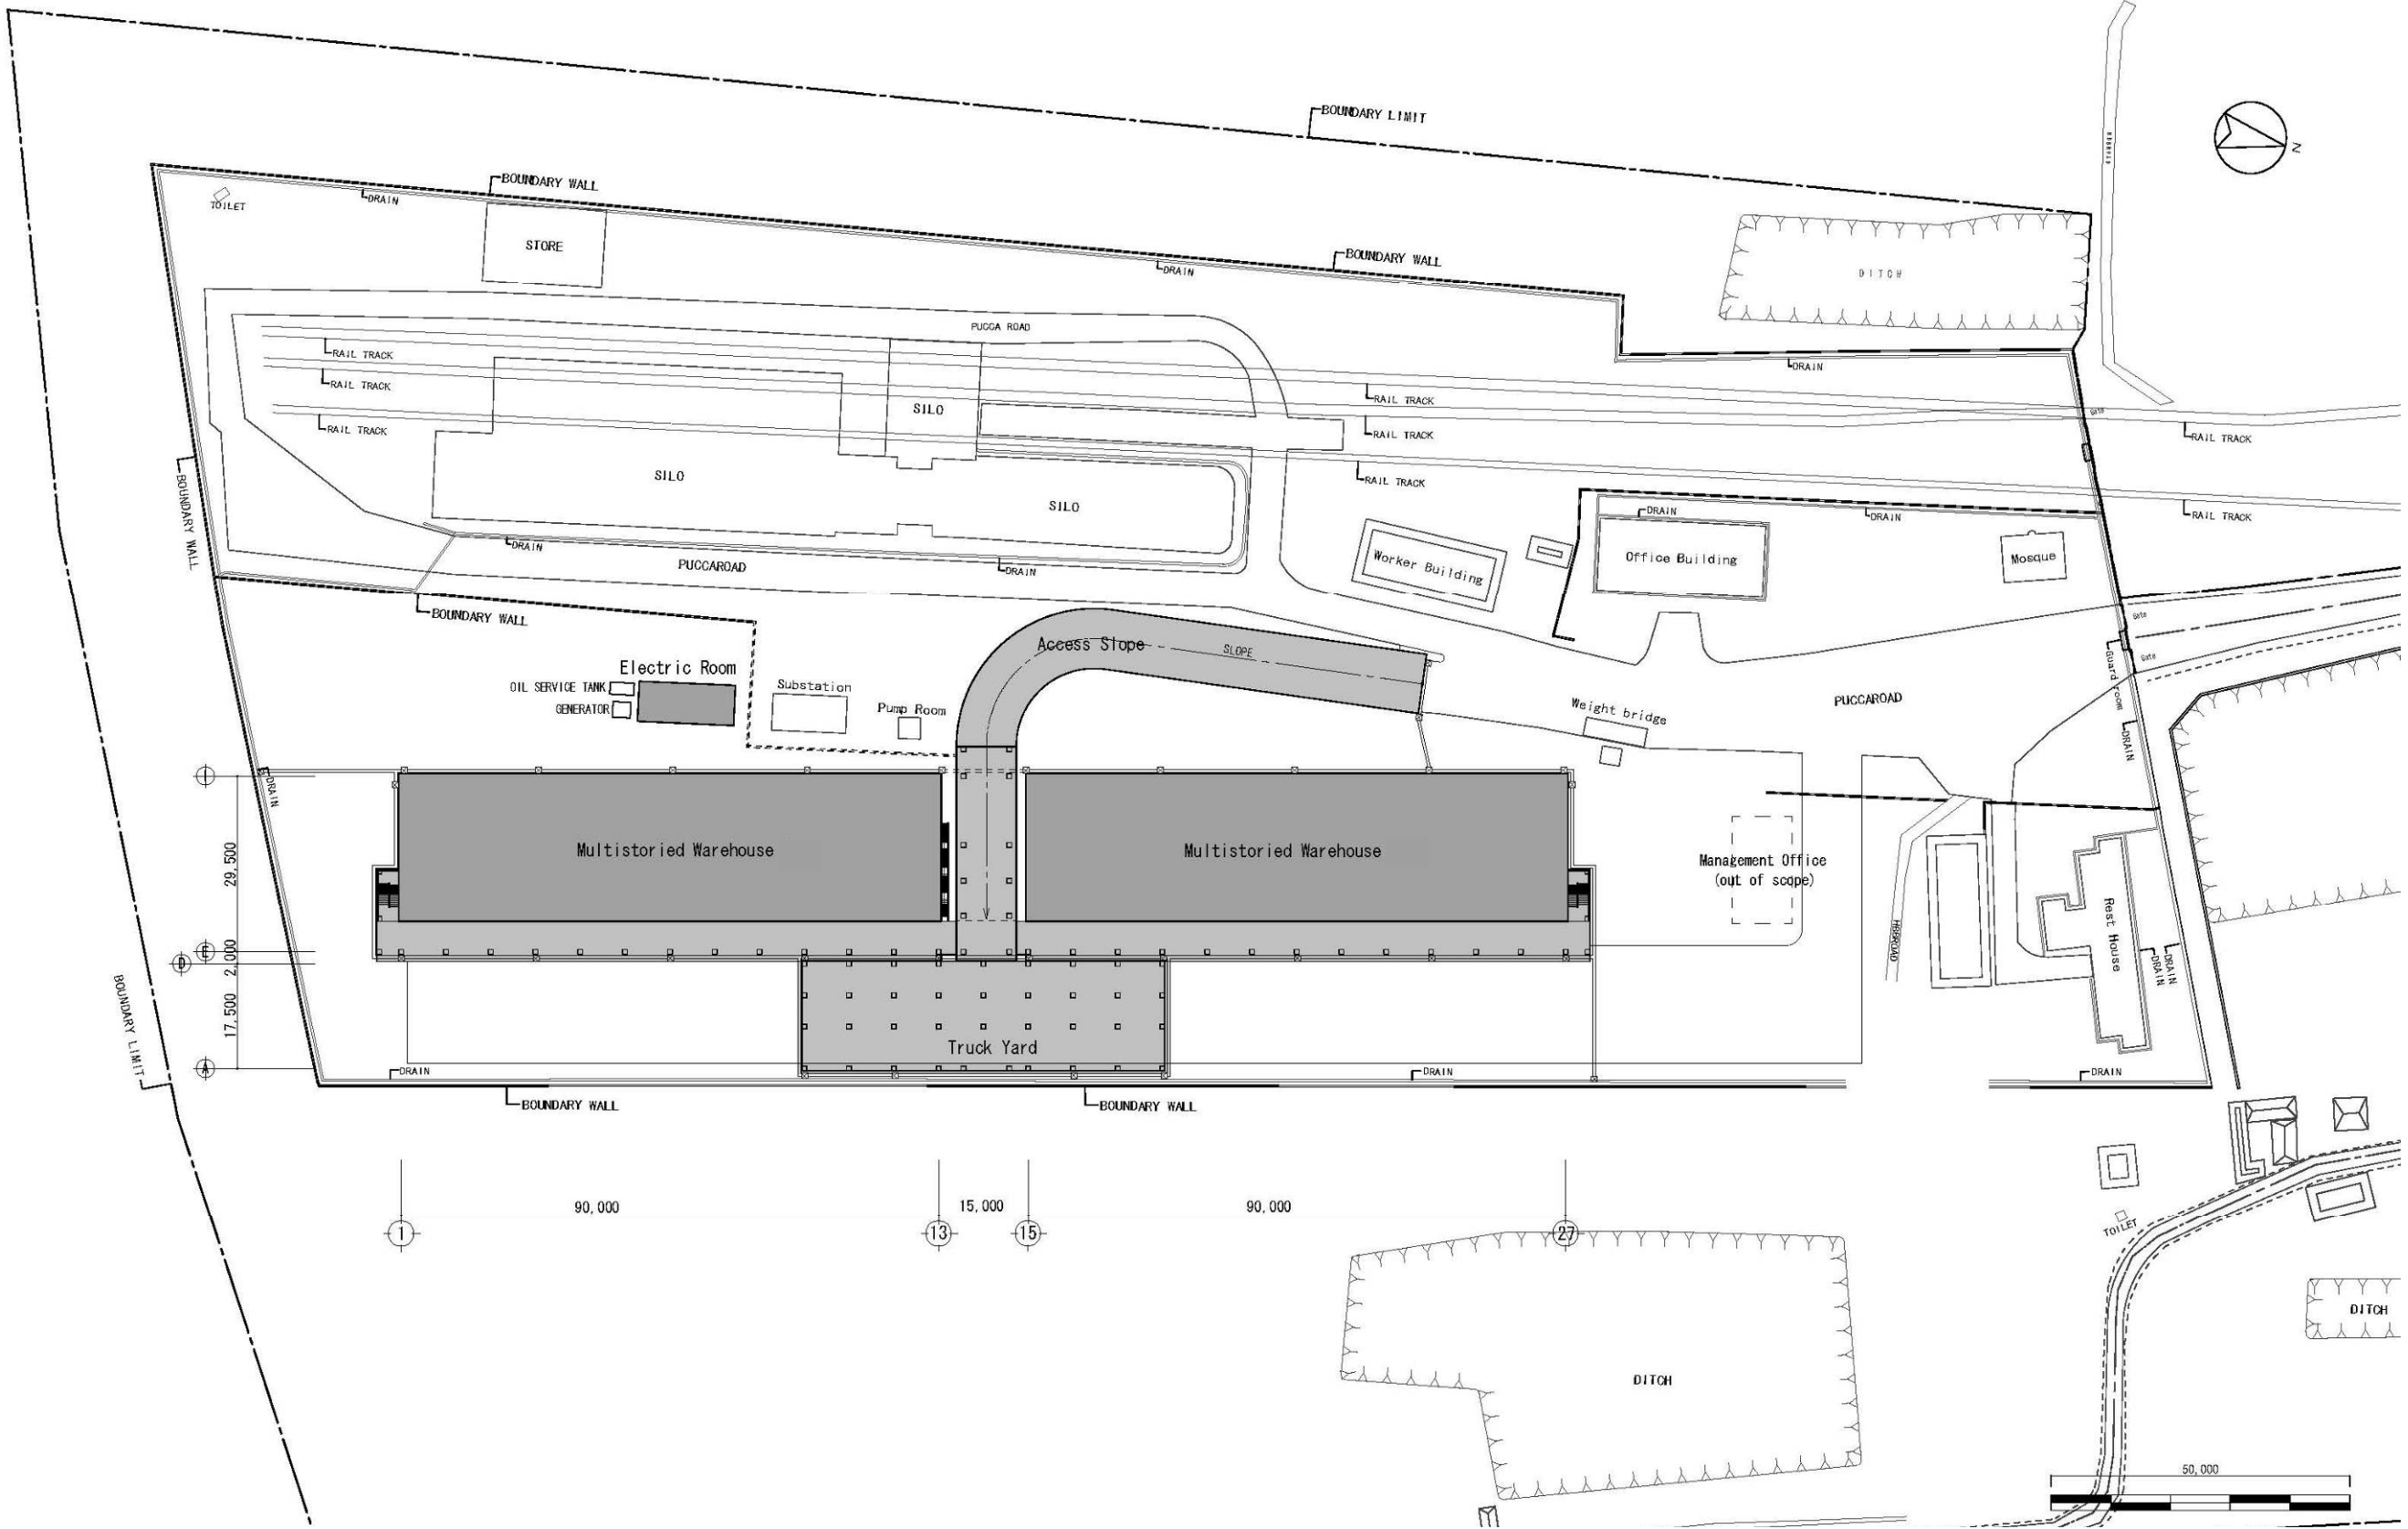 BOUNDARY LIMIT
N
BOUNDARY WALL
TOILET
DRAIN
STORE
BOUNDARY WALL
DRAIN
DITCH
PUCCA ROAD
RAIL TRACK
RAIL TRACK
RAIL TRACK
DRAIN
SILO
RAIL TRACK
RAIL TRACK
RAIL TRACK
Gate
RAIL TRACK
RAIL TRACK
SILO
SILO
BOUNDARY WALL
DRAIN
DRAIN
Worker Building
Office Building
Mosque
DRAIN
PUCCAROAD
DRAIN
BOUNDARY WALL
Gate
Gate
Guard room
Access Slope
SLOPE
Electric Room
OIL SERVICE TANK
GENERATOR
Substation
Pump Room
Weight bridge
PUCCAROAD
DRAIN
I
DRAIN
Multistoried Warehouse
Multistoried Warehouse
Management Office
(out of scope)
29,500
HBBROAD
Rest House
DRAIN
DRAIN
E
D
2,000
17,500
Truck Yard
A
BOUNDARY LIMIT
DRAIN
DRAIN
DRAIN
BOUNDARY WALL
BOUNDARY WALL
90,000
15,000
90,000
1
13
15
27
TOILET
DITCH
DITCH
50,000